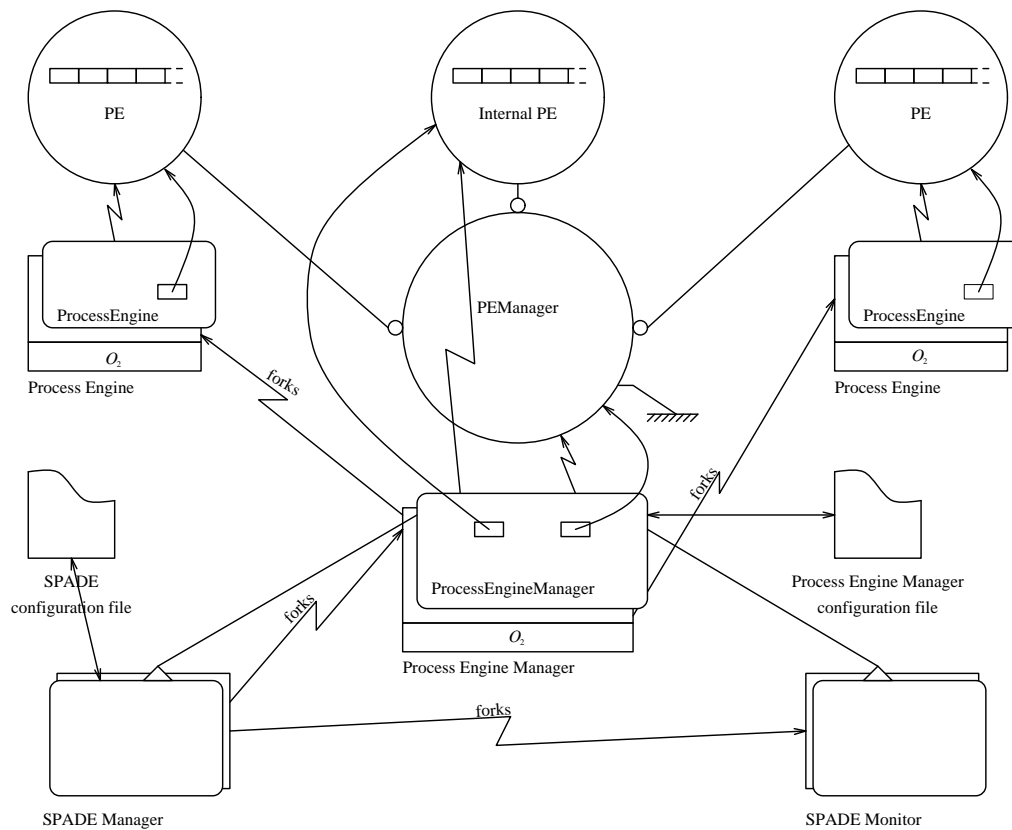 PE
Internal PE
PE
PEManager
ProcessEngine
ProcessEngine
O2
O2
Process Engine
Process Engine
forks
forks
SPADE
configuration file
ProcessEngineManager
Process Engine Manager
configuration file
forks
O2
Process Engine Manager
forks
SPADE Manager
SPADE Monitor